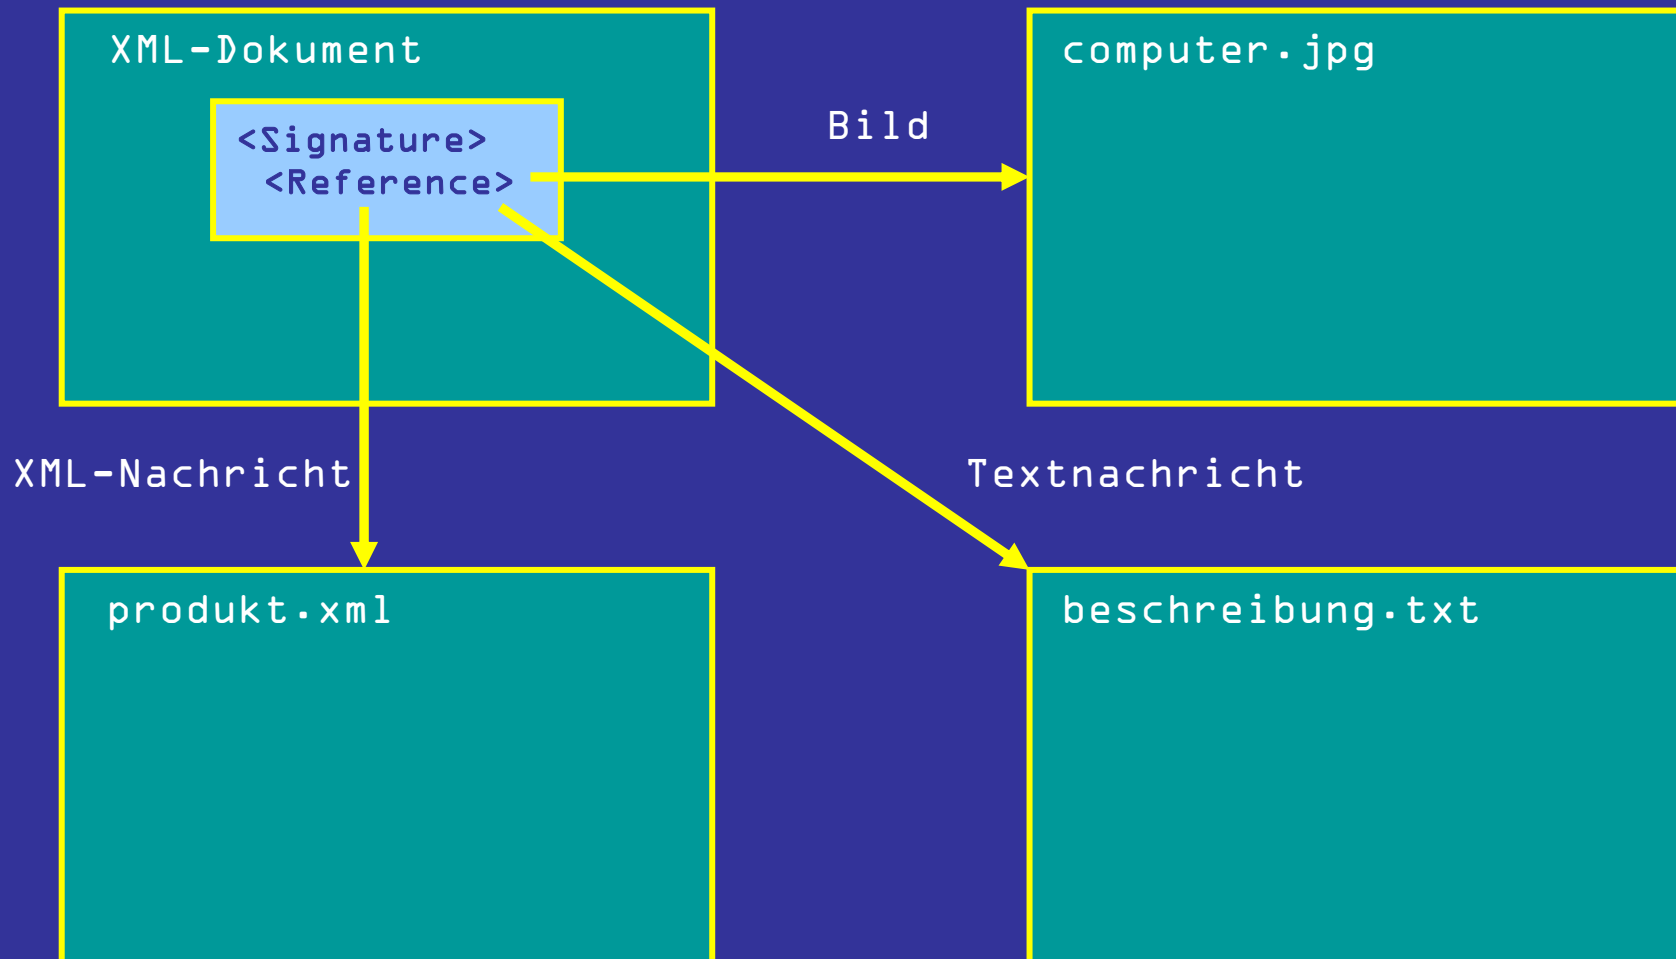 XML-Dokument
<Signature>
<Reference>
Bild
computer.jpg
XML-Nachricht
Textnachricht
produkt.xml
beschreibung.txt